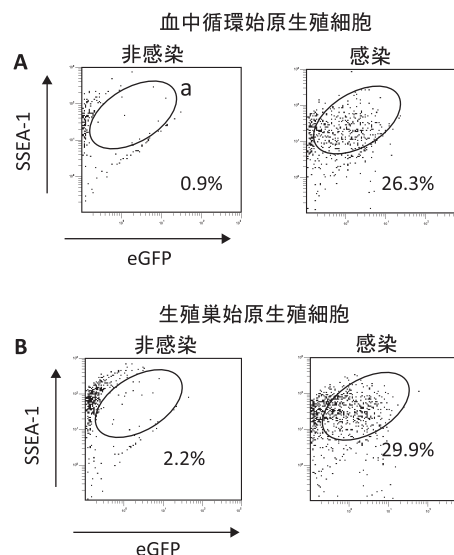 血中循環始原生殖細胞
A
非感染
感染
a
SSEA-1
0.9%
26.3%
eGFP
生殖巣始原生殖細胞
B
非感染
感染
SSEA-1
2.2%
29.9%
eGFP